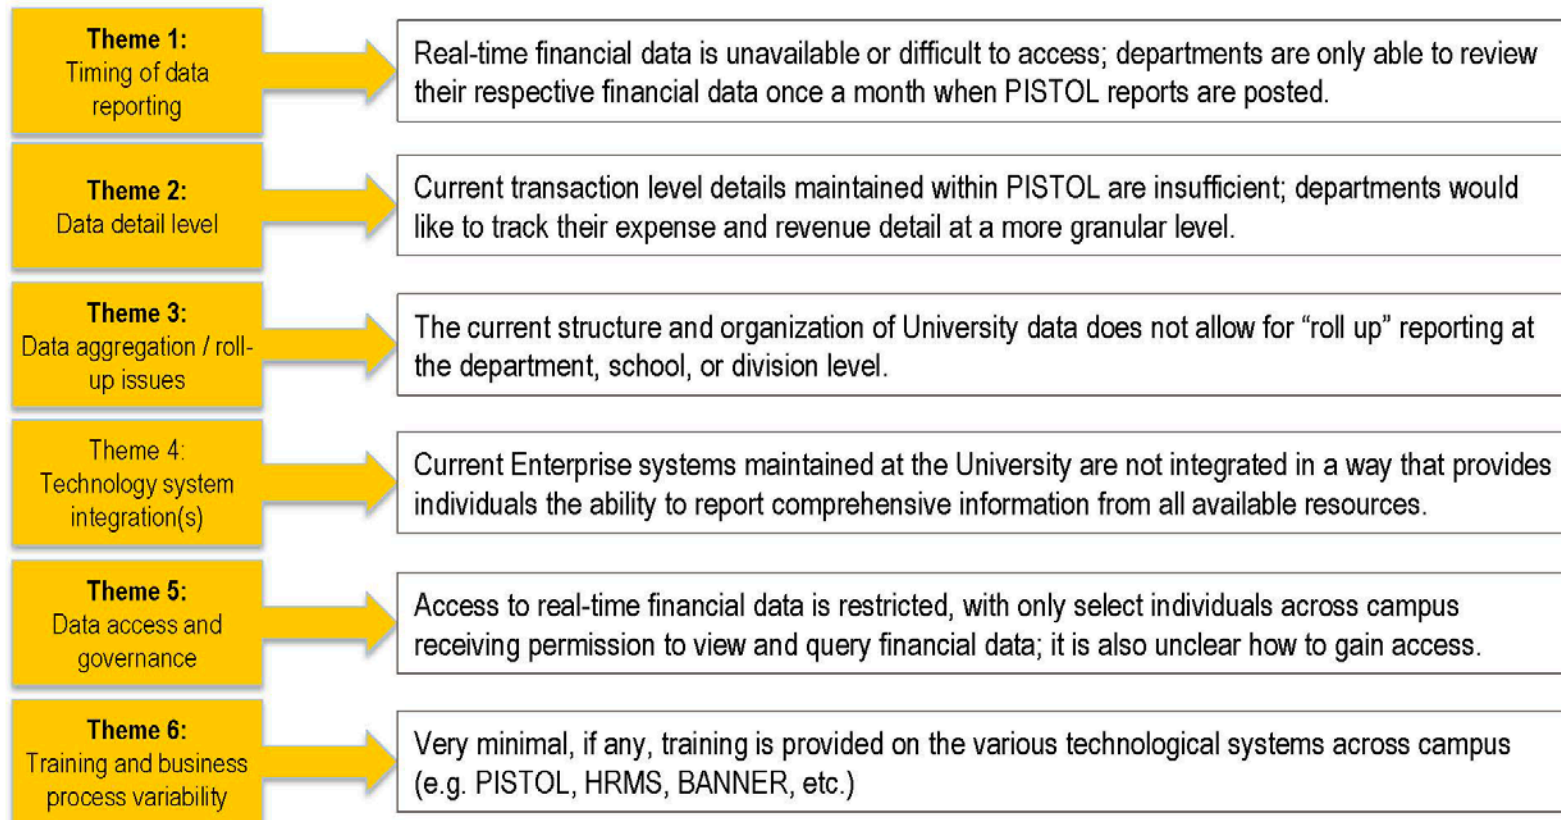 Theme 1:
Timing of data
reporting
Real-time financial data is unavailable or difficult to access; departments are only able to review
their respective financial data once a month when PISTOL reports are posted.
Theme 2:
Data detail level
Current transaction level details maintained within PISTOL are insufficient; departments would
like to track their expense and revenue detail at a more granular level.
Theme 3:
Data aggregation / roll-
up issues
The current structure and organization of University data does not allow for “roll up” reporting at
the department, school, or division level.
Theme 4:
Technology system
integration(s)
Current Enterprise systems maintained at the University are not integrated in a way that provides
individuals the ability to report comprehensive information from all available resources.
Theme 5:
Data access and
governance
Access to real-time financial data is restricted, with only select individuals across campus
receiving permission to view and query financial data; it is also unclear how to gain access.
Theme 6:
Training and business
process variability
Very minimal, if any, training is provided on the various technological systems across campus
(e.g. PISTOL, HRMS, BANNER, etc.)